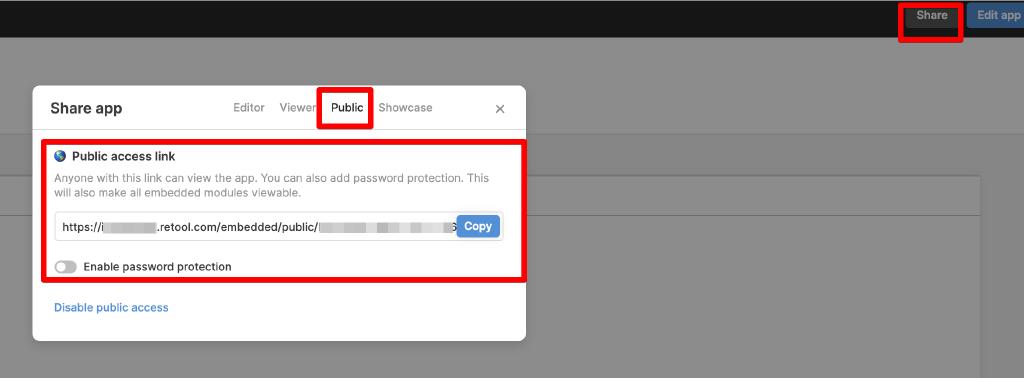 Share Edit app
Share app Editor Viewer Public Showcase
Public access link
Anyone with this link can view the app. You can also add password protection. This
will also make all embedded modules viewable.
https://i .retool.com/embedded/public/ Copy
Enable password protection
Disable public access